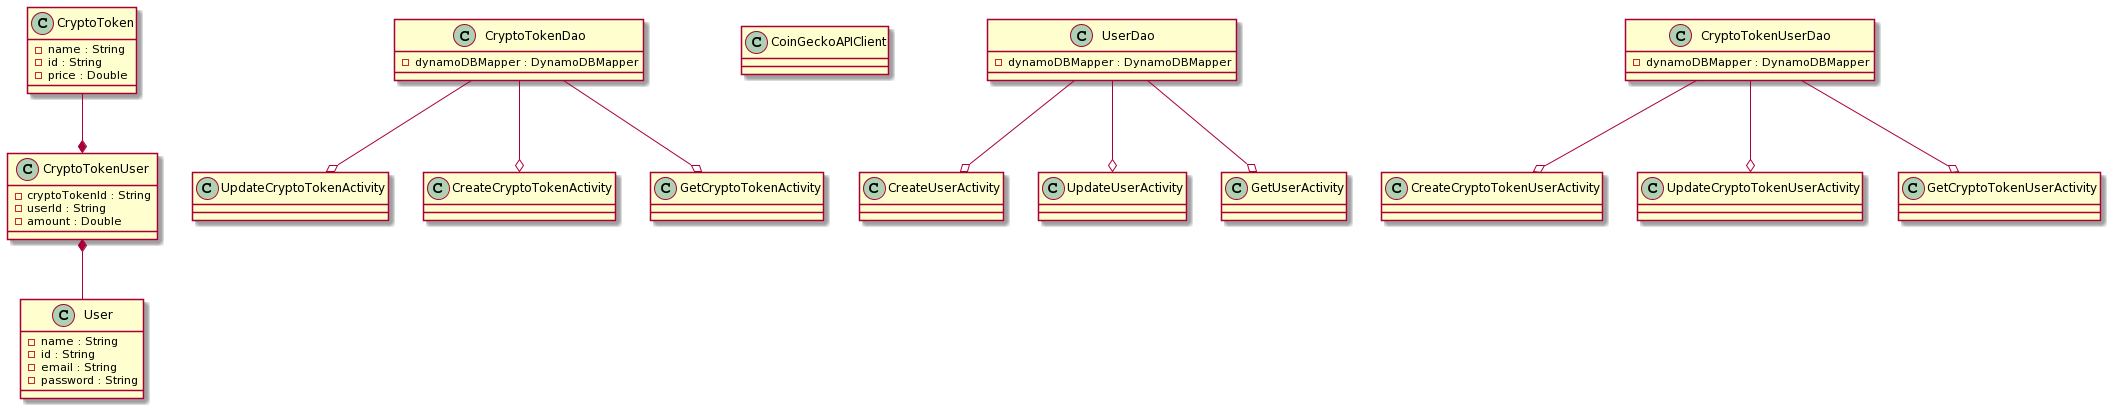 C CryptoToken
name : String
id : String
price : Double
C CryptoTokenDao
dynamoDBMapper : DynamoDBMapper
C CoinGeckoAPIClient
C UserDao
dynamoDBMapper : DynamoDBMapper
C CryptoTokenUserDao
dynamoDBMapper : DynamoDBMapper
C CryptoTokenUser
cryptoTokenId : String
userId : String
amount : Double
C UpdateCryptoTokenActivity
C CreateCryptoTokenActivity
C GetCryptoTokenActivity
C CreateUserActivity
C UpdateUserActivity
C GetUserActivity
C CreateCryptoTokenUserActivity
C UpdateCryptoTokenUserActivity
C GetCryptoTokenUserActivity
C User
name : String
id : String
email : String
password : String